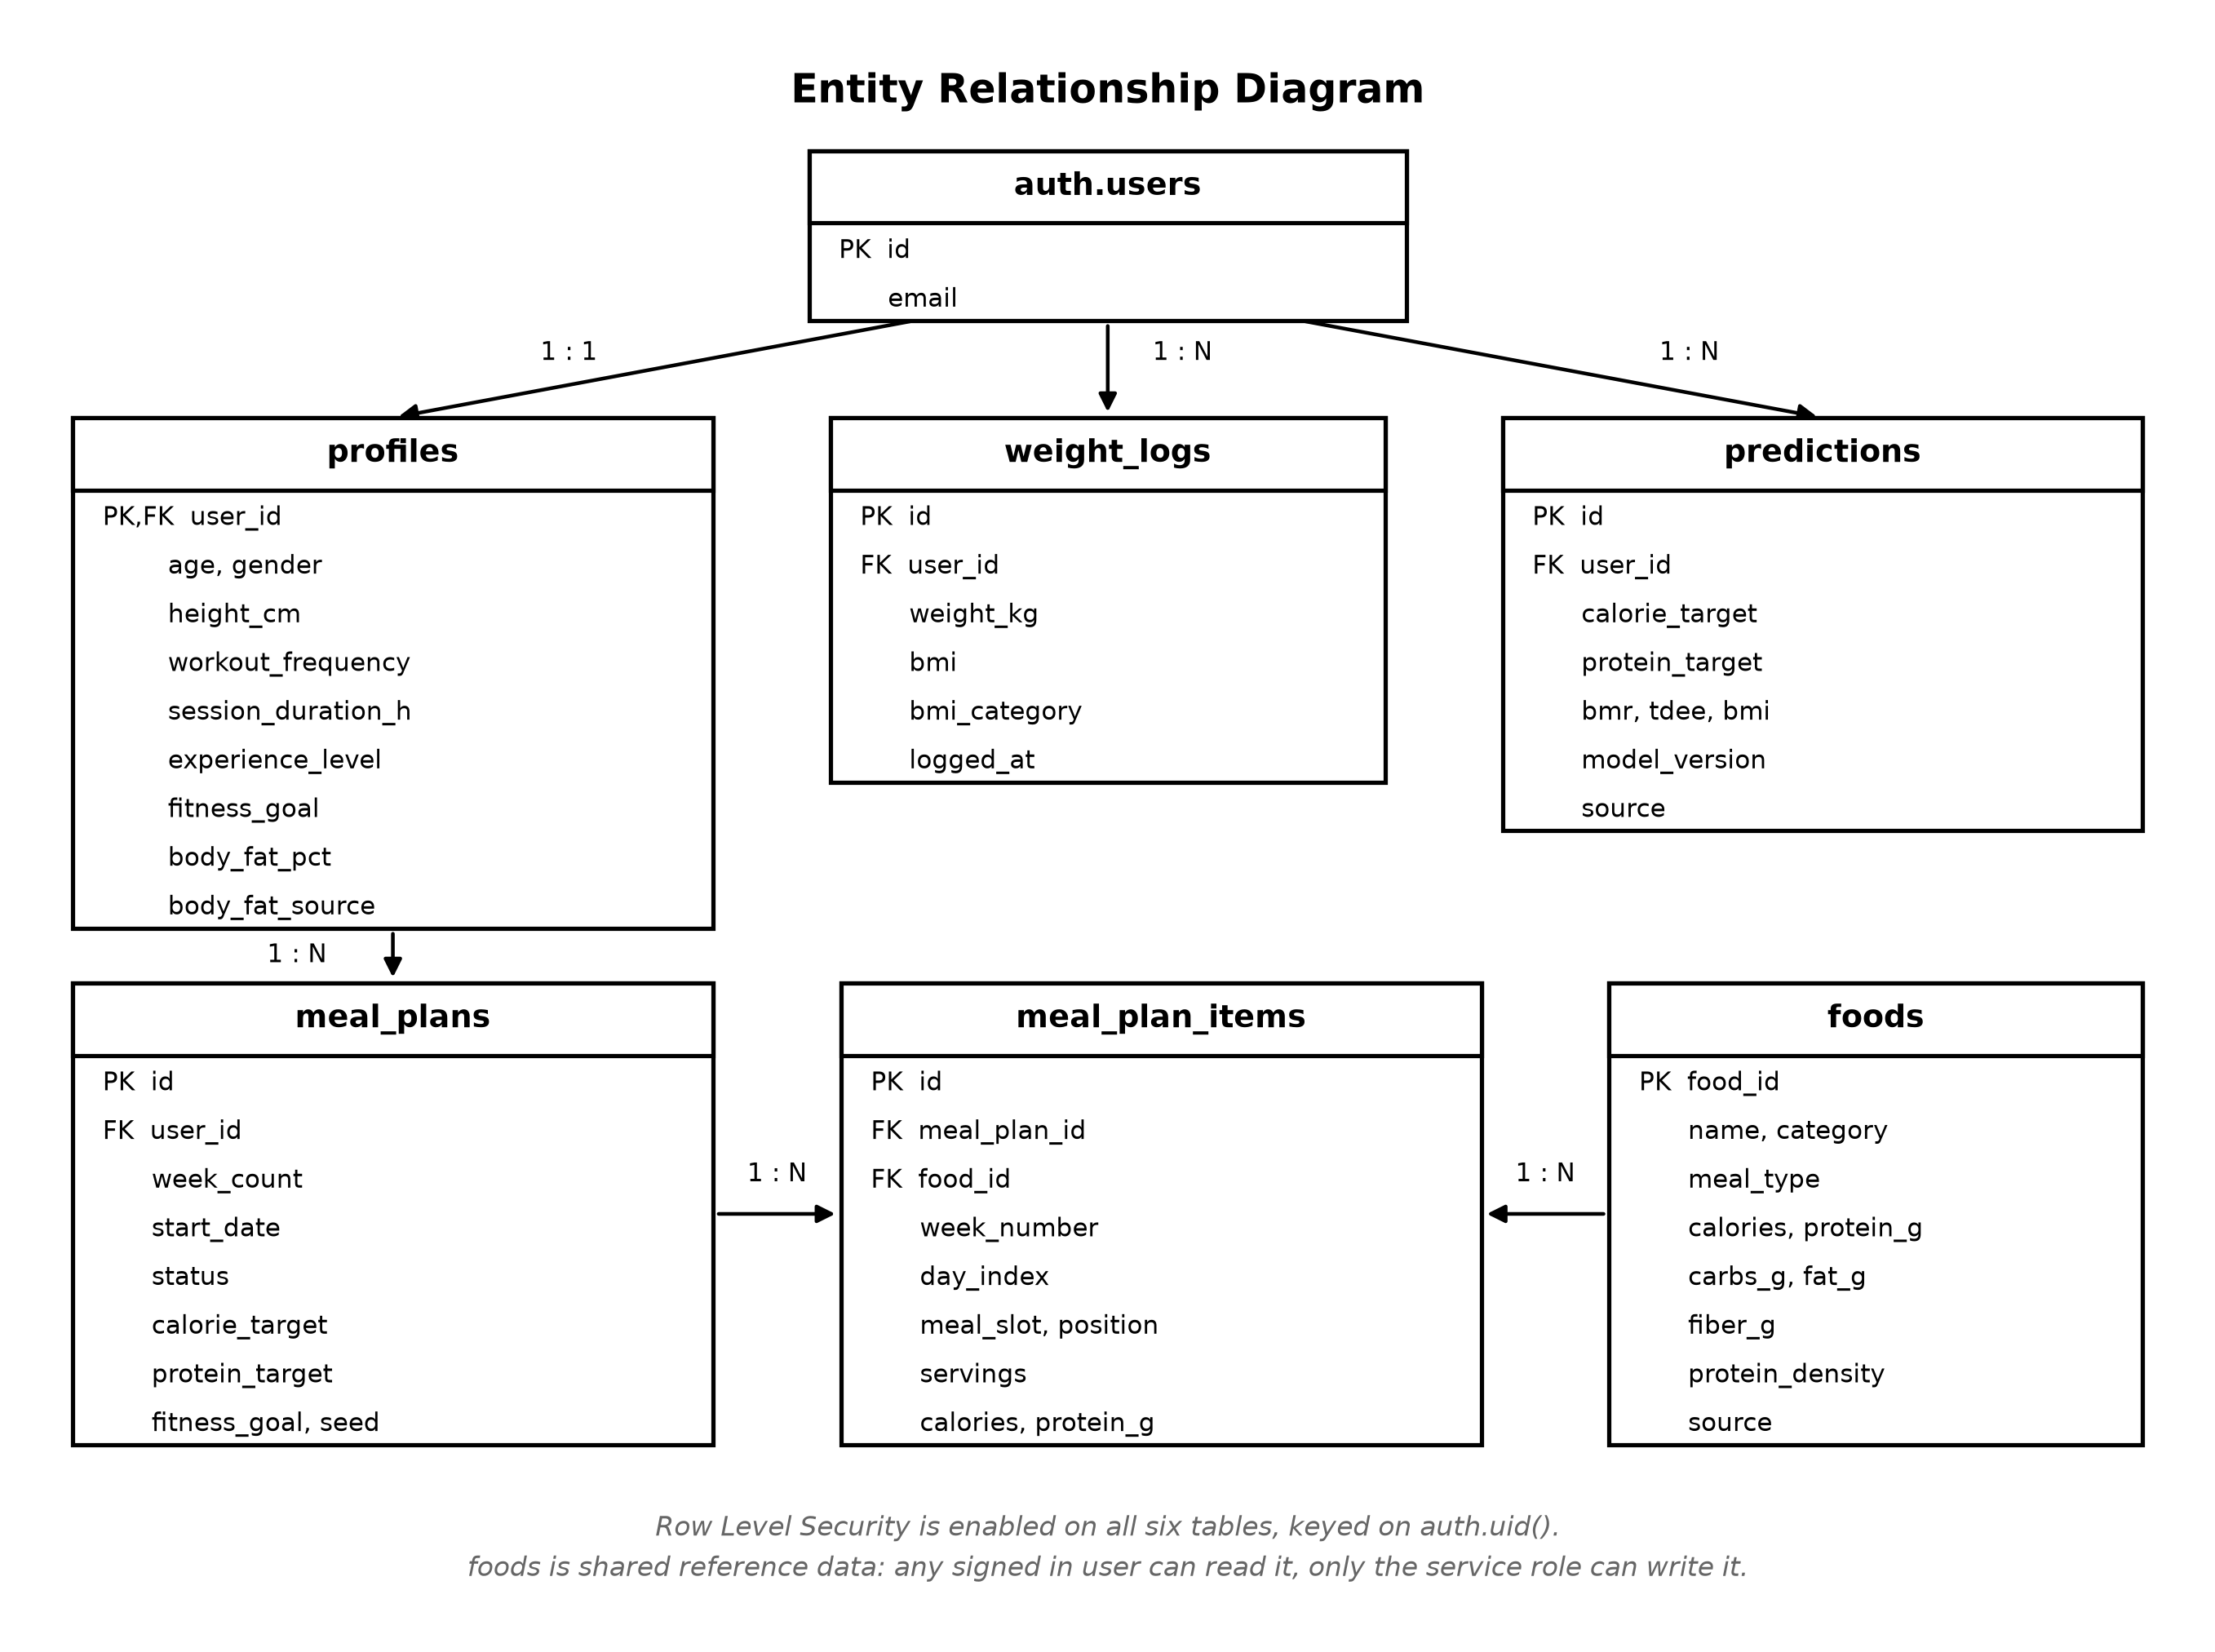 Entity Relationship Diagram
auth.users
PK id
email
1 : 1
1 : N
1 : N
profiles
PK,FK user_id
age, gender
height_cm
workout_frequency
session_duration_h
experience_level
fitness_goal
body_fat_pct
body_fat_source
weight_logs
PK id
FK user_id
weight_kg
bmi
bmi_category
logged_at
predictions
PK id
FK user_id
calorie_target
protein_target
bmr, tdee, bmi
model_version
source
1 : N
meal_plans
PK id
FK user_id
week_count
start_date
status
calorie_target
protein_target
fitness_goal, seed
1 : N
meal_plan_items
PK id
FK meal_plan_id
FK food_id
week_number
day_index
meal_slot, position
servings
calories, protein_g
1 : N
foods
PK food_id
name, category
meal_type
calories, protein_g
carbs_g, fat_g
fiber_g
protein_density
source
Row Level Security is enabled on all six tables, keyed on auth.uid().
foods is shared reference data: any signed in user can read it, only the service role can write it.